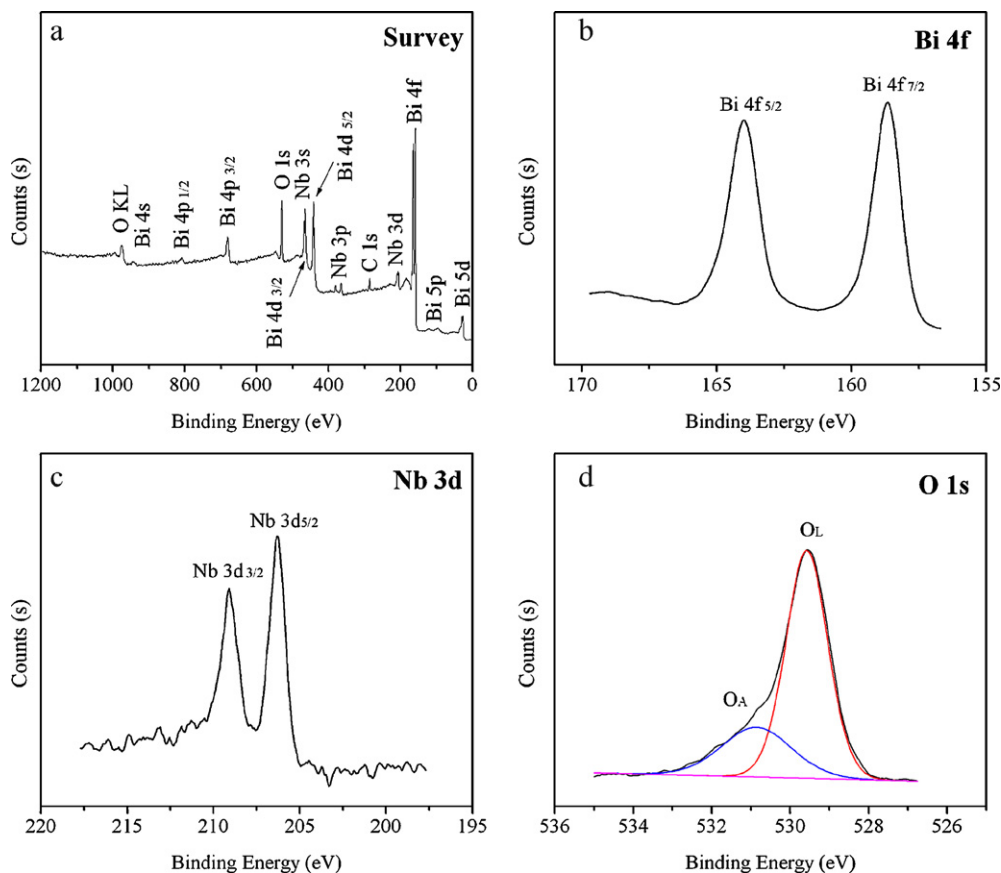 a
Survey
Counts (s)
O KL
Bi 4s
Bi 4p 1/2
Bi 4p 3/2
O 1s
Nb 3s
Bi 4d 5/2
Bi 4d 3/2
Nb 3p
C 1s
Nb 3d
Bi 4f
Bi 5p
Bi 5d
1200 1000 800 600 400 200 0
Binding Energy (eV)
b
Bi 4f
Counts (s)
Bi 4f 5/2
Bi 4f 7/2
170 165 160 155
Binding Energy (eV)
c
Nb 3d
Counts (s)
Nb 3d5/2
Nb 3d 3/2
220 215 210 205 200 195
Binding Energy (eV)
d
O 1s
Counts (s)
OL
OA
536 534 532 530 528 526
Binding Energy (eV)